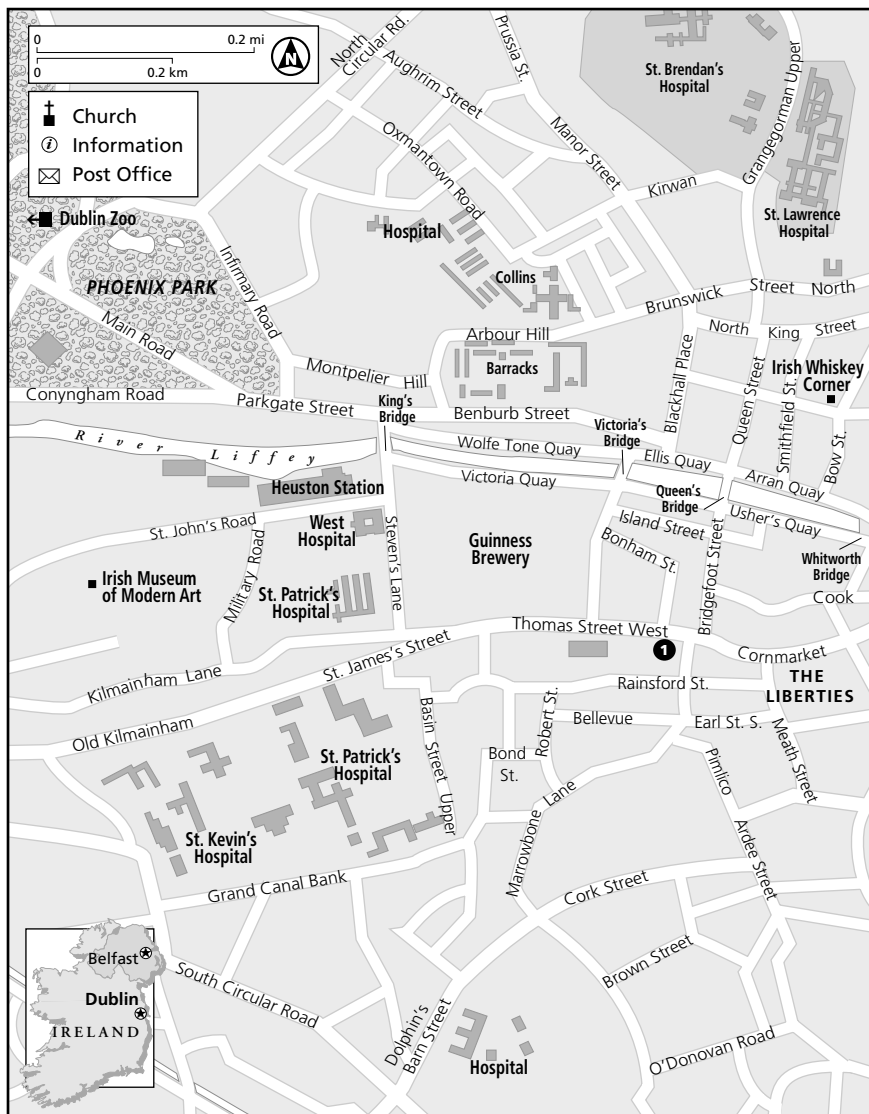 0
0.2 mi
0
0.2 km
N
Church
Information
Post Office
North
Circular Rd.
Aughrim Street
Prussia St.
St. Brendan's
Hospital
Grangegorman Upper
Oxmantown Road
Manor Street
Kirwan
St. Lawrence
Hospital
Dublin Zoo
Hospital
Infirmary Road
PHOENIX PARK
Collins
Brunswick
Street North
Main Road
Arbour Hill
North King Street
Montpelier Hill
Barracks
Blackhall Place
Queen Street
Irish Whiskey
Corner
Smithfield St.
Conyngham Road
Parkgate Street
King's
Bridge
Benburb Street
Victoria's
Bridge
Bow St.
River Liffey
Wolfe Tone Quay
Ellis Quay
Arran Quay
Heuston Station
Victoria Quay
Queen's
Bridge
Usher's Quay
St. John's Road
West
Hospital
Steven's Lane
Guinness
Brewery
Island Street
Bonham St.
Bridgefoot Street
Whitworth
Bridge
Irish Museum
of Modern Art
Military Road
St. Patrick's
Hospital
Cook
Thomas Street West
1
Cornmarket
St. James's Street
Kilmainham Lane
THE
LIBERTIES
Rainsford St.
Old Kilmainham
Basin Street Upper
Robert St.
Bellevue
Earl St. S.
Meath Street
St. Patrick's
Hospital
Bond
St.
Pimlico
St. Kevin's
Hospital
Marrowbone Lane
Ardee Street
Grand Canal Bank
Cork Street
Brown Street
South Circular Road
Dolphin's
Barn Street
Hospital
O'Donovan Road
Belfast
Dublin
IRELAND